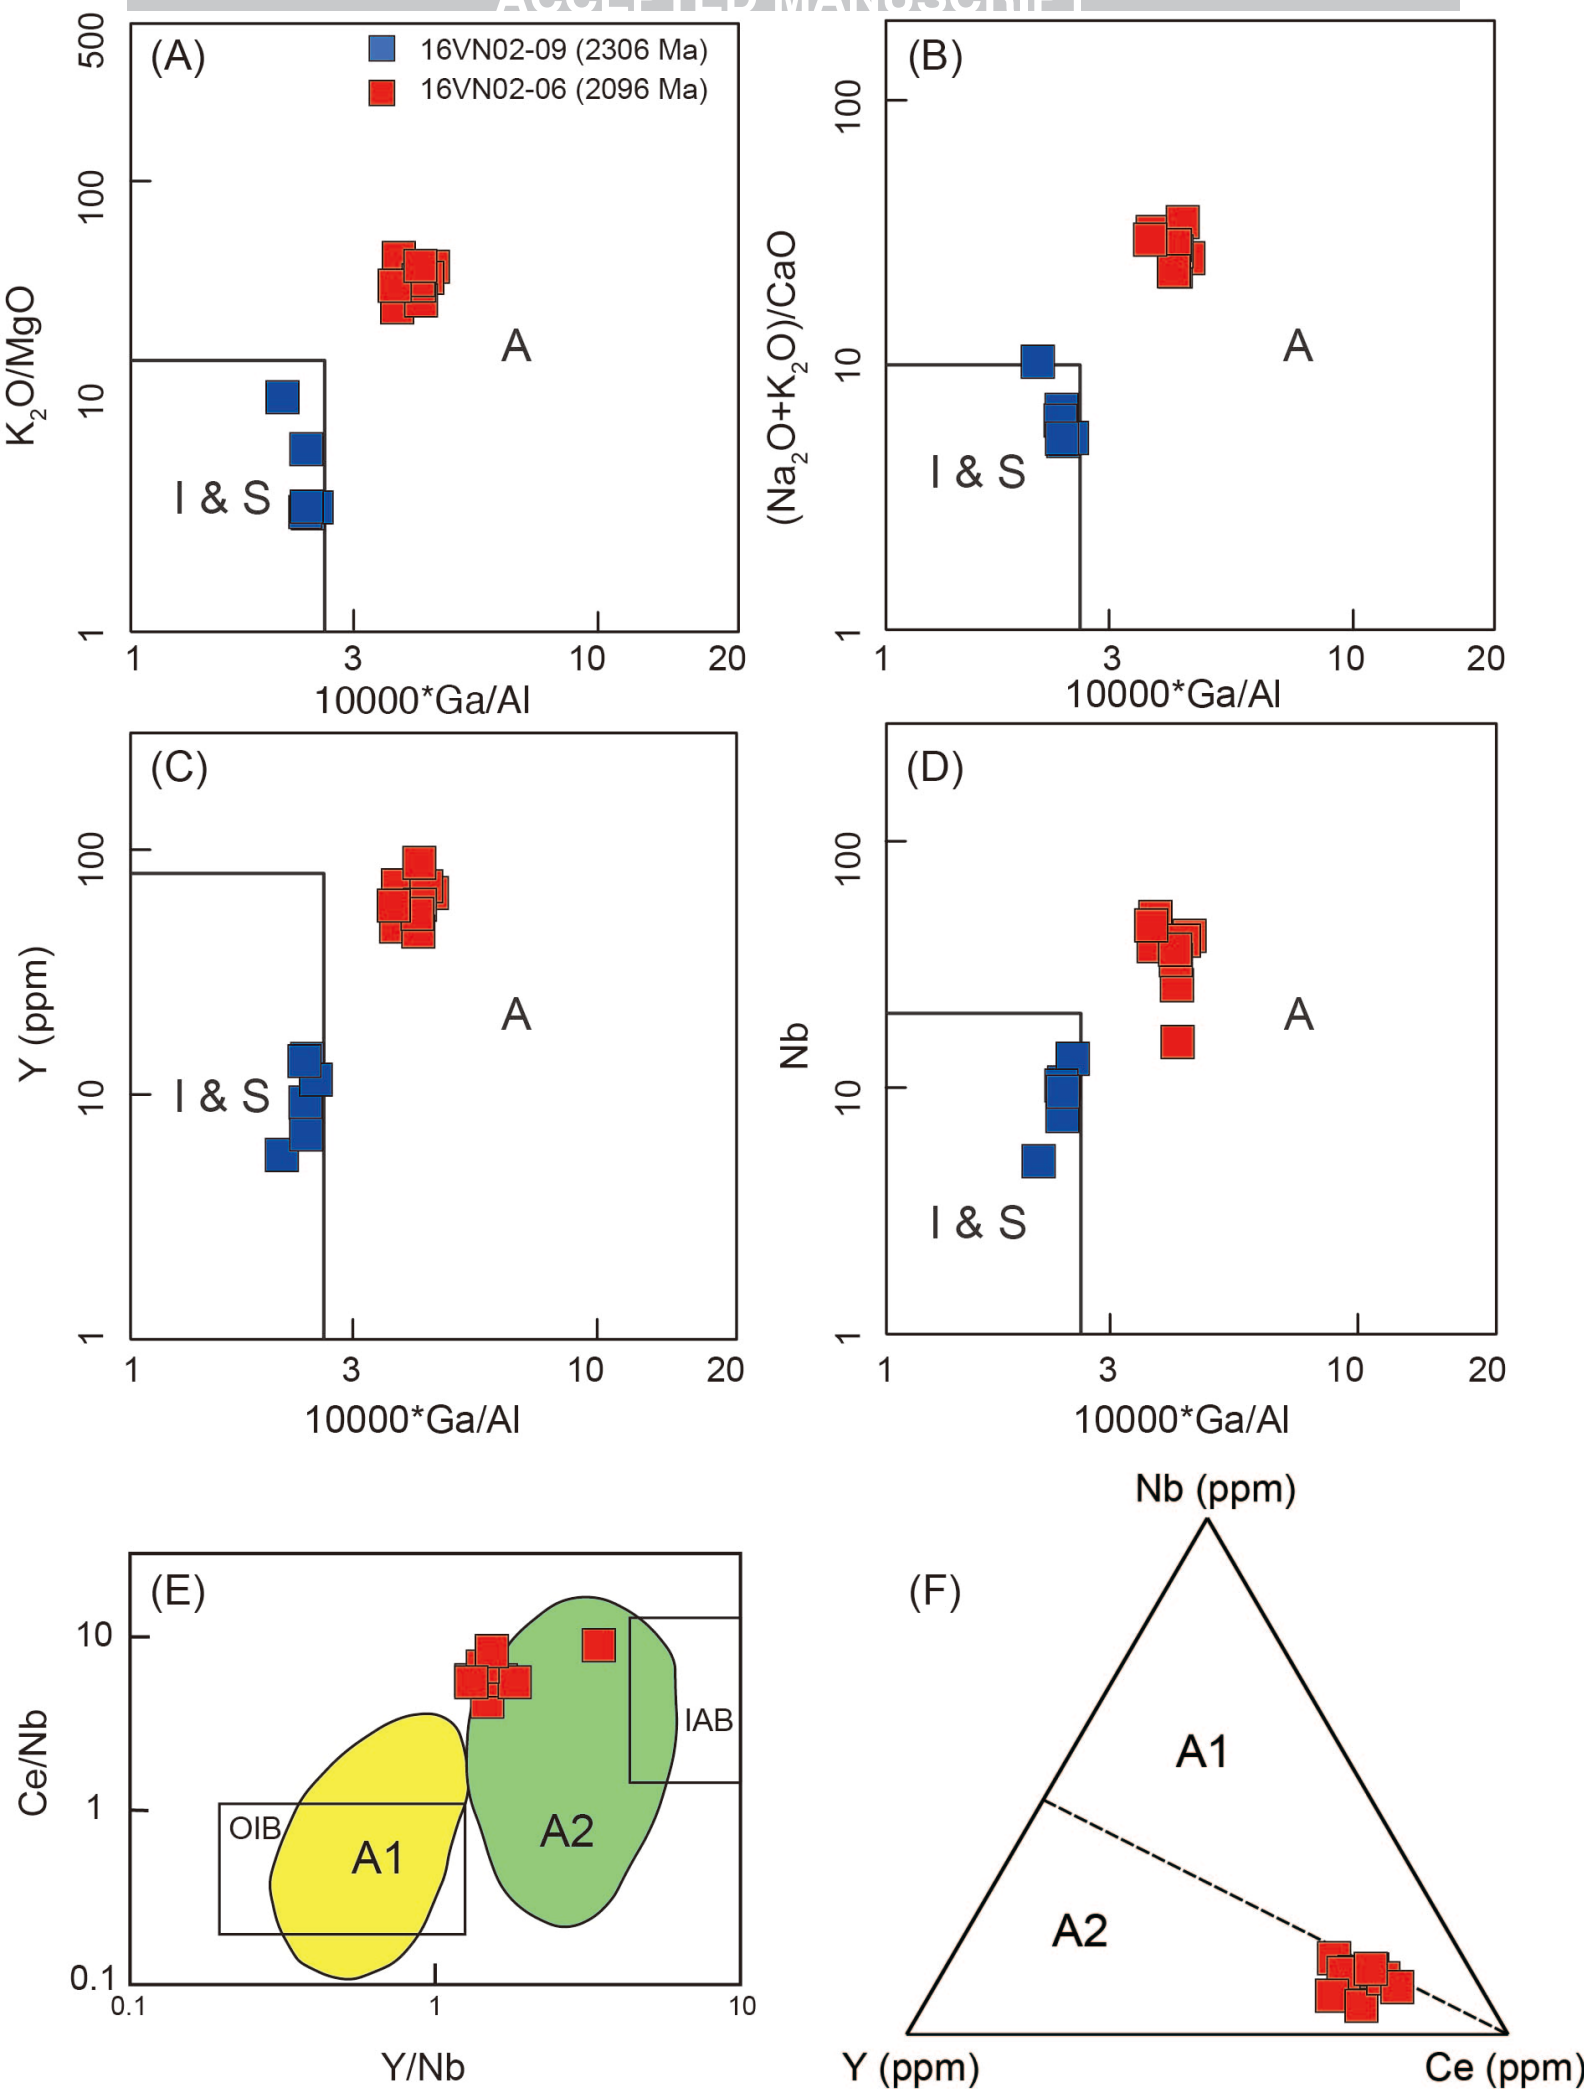 ACCEPTED MANUSCRIPT
(A)
16VN02-09 (2306 Ma)
16VN02-06 (2096 Ma)
500
100
10
1
K₂O/MgO
A
I & S
1 3 10 20
10000*Ga/Al
(B)
100
10
1
(Na₂O+K₂O)/CaO
A
I & S
1 3 10 20
10000*Ga/Al
(C)
100
10
1
Y (ppm)
A
I & S
1 3 10 20
10000*Ga/Al
(D)
100
10
1
Nb
A
I & S
1 3 10 20
10000*Ga/Al
(E)
10
1
0.1
Ce/Nb
OIB
A1
A2
IAB
0.1 1 10
Y/Nb
(F)
Nb (ppm)
A1
A2
Y (ppm)
Ce (ppm)